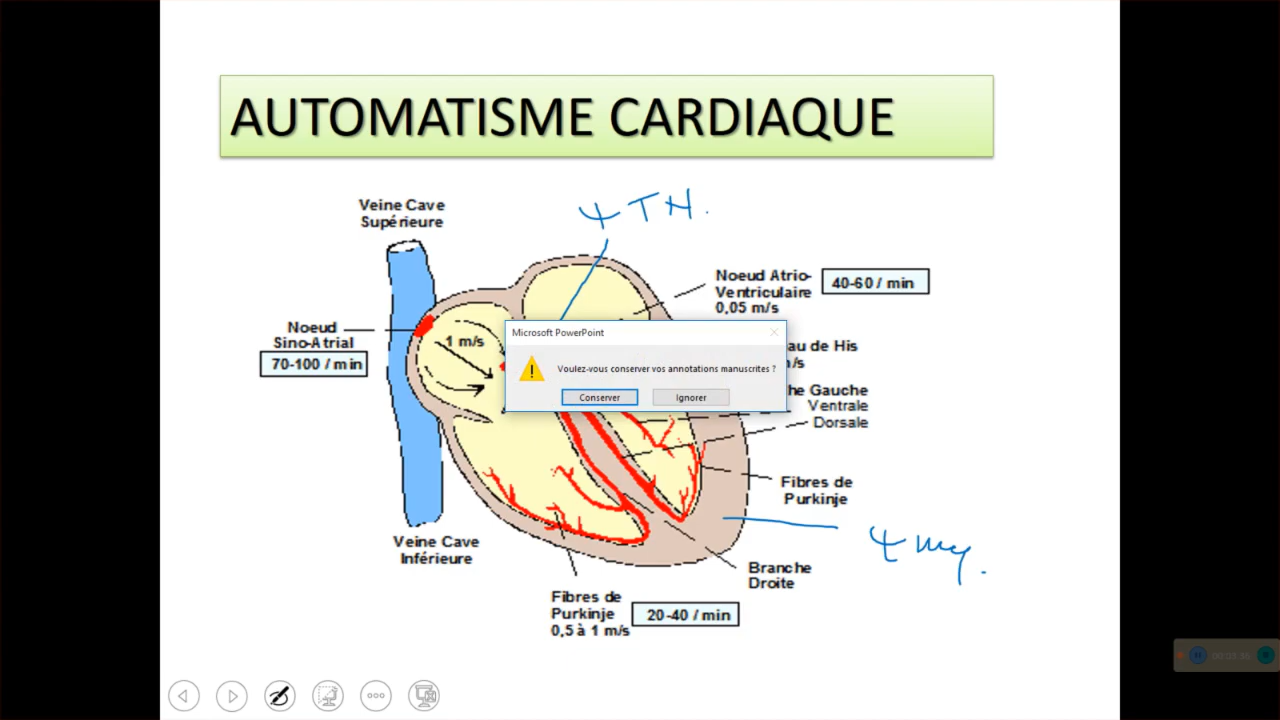 AUTOMATISME CARDIAQUE
Veine Cave
Supérieure
TN.
Noeud Atrio-
Ventriculaire
0,05 m/s
40-60 / min
Noeud
Sino-Atrial
70-100 / min
1 m/s
Microsoft PowerPoint
Voulez-vous conserver vos annotations manuscrites ?
Conserver
Ignorer
au de His
/s
he Gauche
Ventrale
Dorsale
Fibres de
Purkinje
Veine Cave
Inférieure
my.
Branche
Droite
Fibres de
Purkinje
0,5 à 1 m/s
20-40 / min